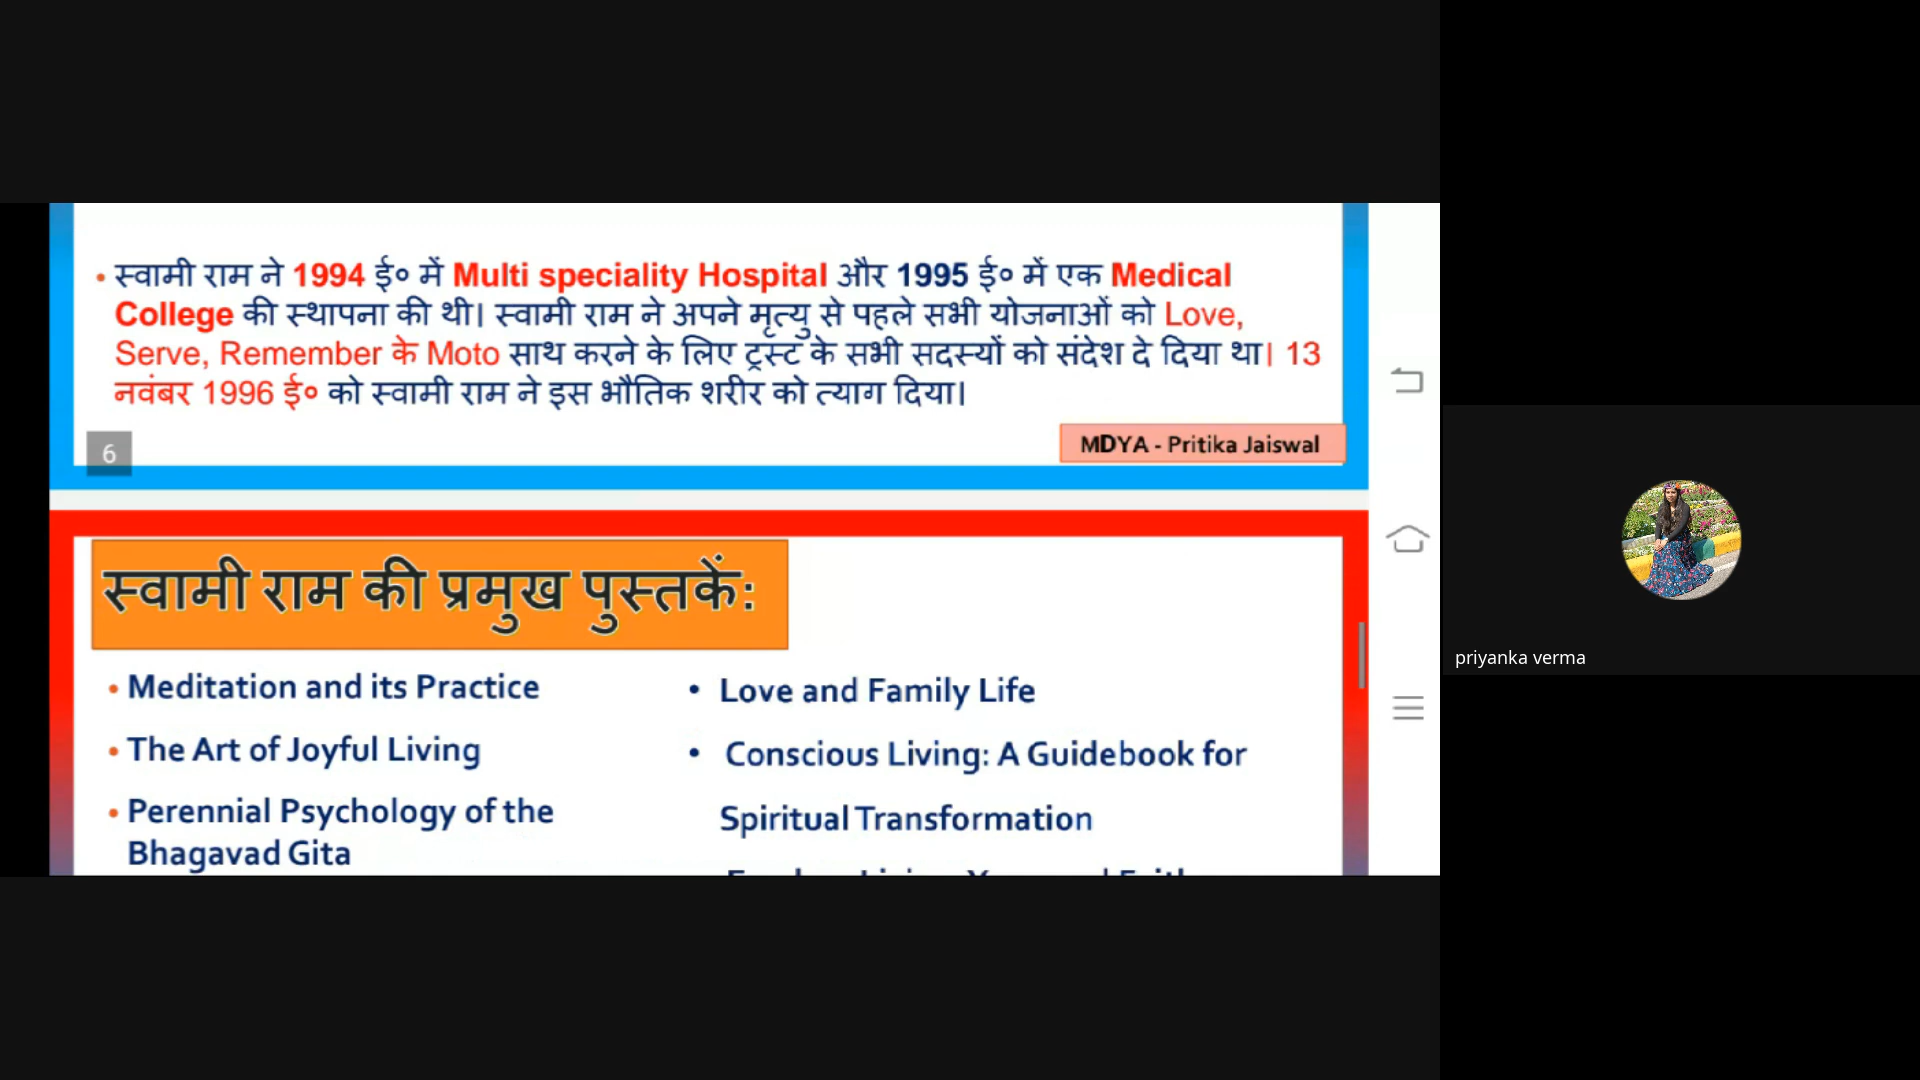 • स्वामी राम ने 1994 ई० में Multi speciality Hospital और 1995 ई० में एक Medical
College की स्थापना की थी। स्वामी राम ने अपने मृत्यु से पहले सभी योजनाओं को Love,
Serve, Remember के Moto साथ करने के लिए ट्रस्ट के सभी सदस्यों को संदेश दे दिया था। 13
नवंबर 1996 ई० को स्वामी राम ने इस भौतिक शरीर को त्याग दिया।
6
MDYA - Pritika Jaiswal
स्वामी राम की प्रमुख पुस्तकें:
• Meditation and its Practice
• The Art of Joyful Living
• Perennial Psychology of the
Bhagavad Gita
• Love and Family Life
• Conscious Living: A Guidebook for
Spiritual Transformation
priyanka verma